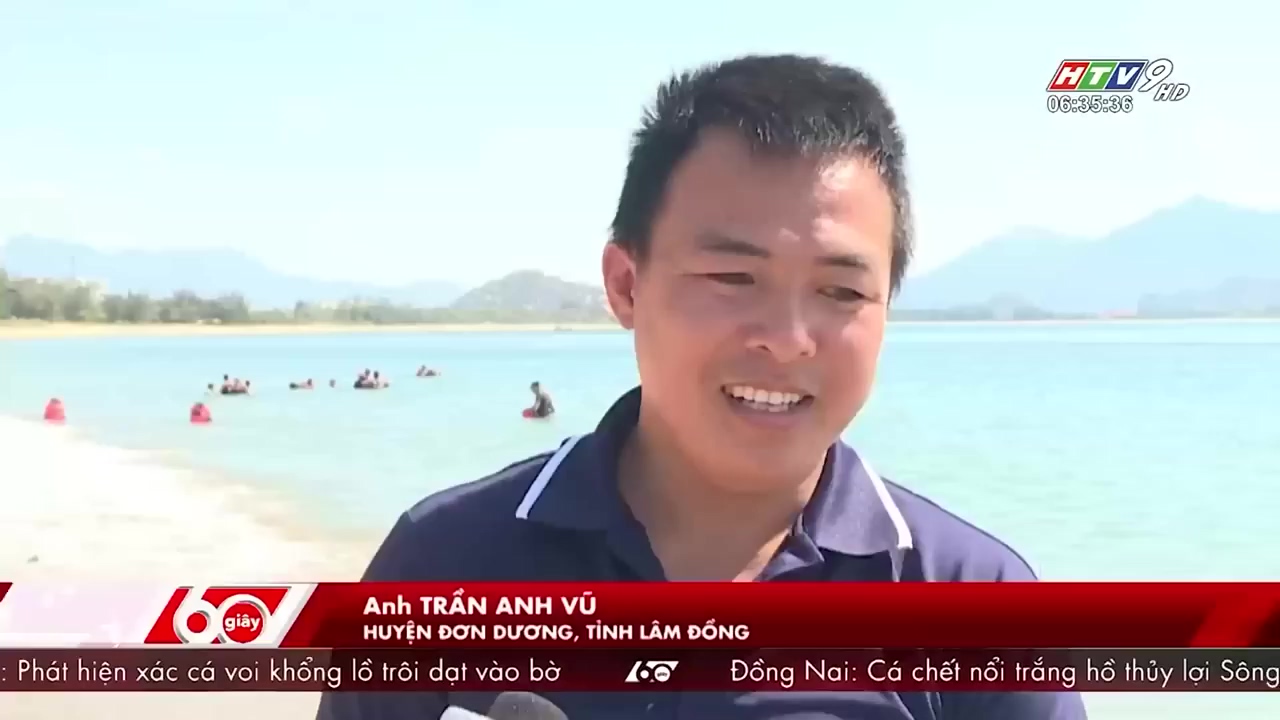 HTV9 HD
06:35:36
60 giây
Anh TRẦN ANH VŨ
HUYỆN ĐƠN DƯƠNG, TỈNH LÂM ĐỒNG
: Phát hiện xác cá voi khổng lồ trôi dạt vào bờ 60 giây Đồng Nai: Cá chết nổi trắng hồ thủy lợi Sông